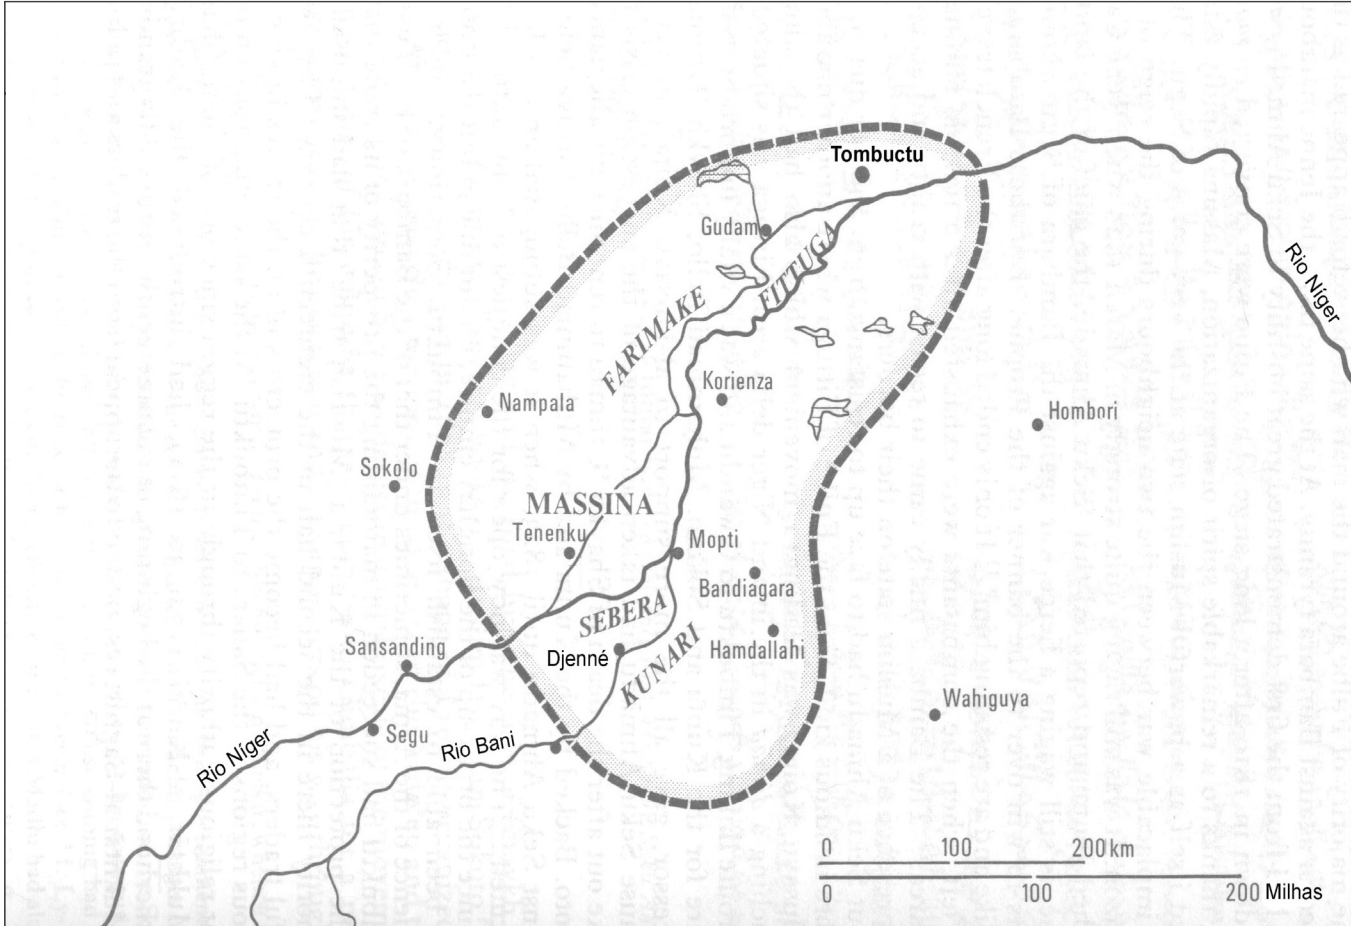 Tombuctu
Gudam
FITTUGA
Rio Níger
FARIMAKE
Korienza
Nampala
Hombori
Sokolo
MASSINA
Tenenku
Mopti
Bandiagara
SEBERA
Sansanding
Djenné
KUNARI
Hamdallahi
Wahiguya
Segu
Rio Bani
Rio Níger
0 100 200 km
0 100 200 Milhas